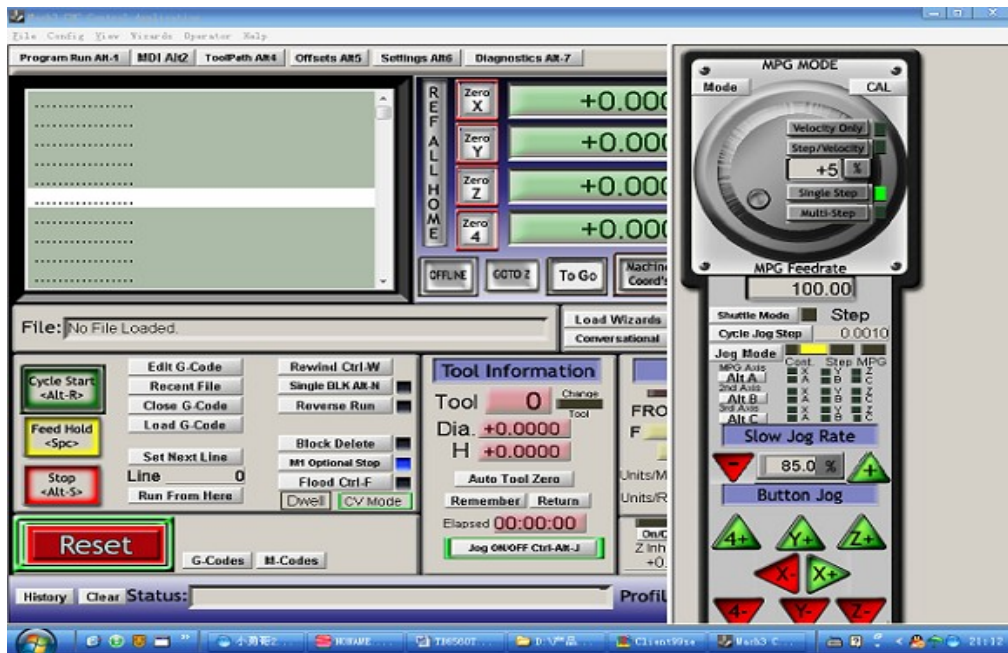 Mach3 CNC Control Application
File Config View Wizards Operator Help
Program Run Alt-1 MDI Alt2 ToolPath Alt4 Offsets Alt5 Settings Alt6 Diagnostics Alt-7
REF ALL HOME
Zero X +0.000
Zero Y +0.000
Zero Z +0.000
Zero 4 +0.000
OFFLINE GOTO Z To Go Machine Coord's
File: No File Loaded.
Load Wizards
Conversational
Cycle Start <Alt-R>
Feed Hold <Spc>
Stop <Alt-S>
Edit G-Code
Recent File
Close G-Code
Load G-Code
Set Next Line
Line 0
Run From Here
Rewind Ctrl-W
Single BLK Alt-N
Reverse Run
Block Delete
M1 Optional Stop
Flood Ctrl-F
Dwell CV Mode
Reset
G-Codes M-Codes
Tool Information
Tool 0 Change Tool
Dia. +0.0000
H +0.0000
Auto Tool Zero
Remember Return
Elapsed 00:00:00
Jog ON/OFF Ctrl-Alt-J
FRO
F
Units/M
Units/R
On/O
Z Inh
+0.
History Clear Status:
Profil
MPG MODE
Mode CAL
Velocity Only
Step/Velocity
+5 %
Single Step
Multi-Step
MPG Feedrate
100.00
Shuttle Mode Step
Cycle Jog Step 0.0010
Jog Mode
Cont. Step MPG
MPG Axis X Y Z
Alt A A B C
2nd Axis X Y Z
Alt B A B C
3rd Axis X Y Z
Alt C A B C
Slow Jog Rate
- 85.0 % +
Button Jog
4+ Y+ Z+
X- X+
4- Y- Z-
Mach3 C...
21:12